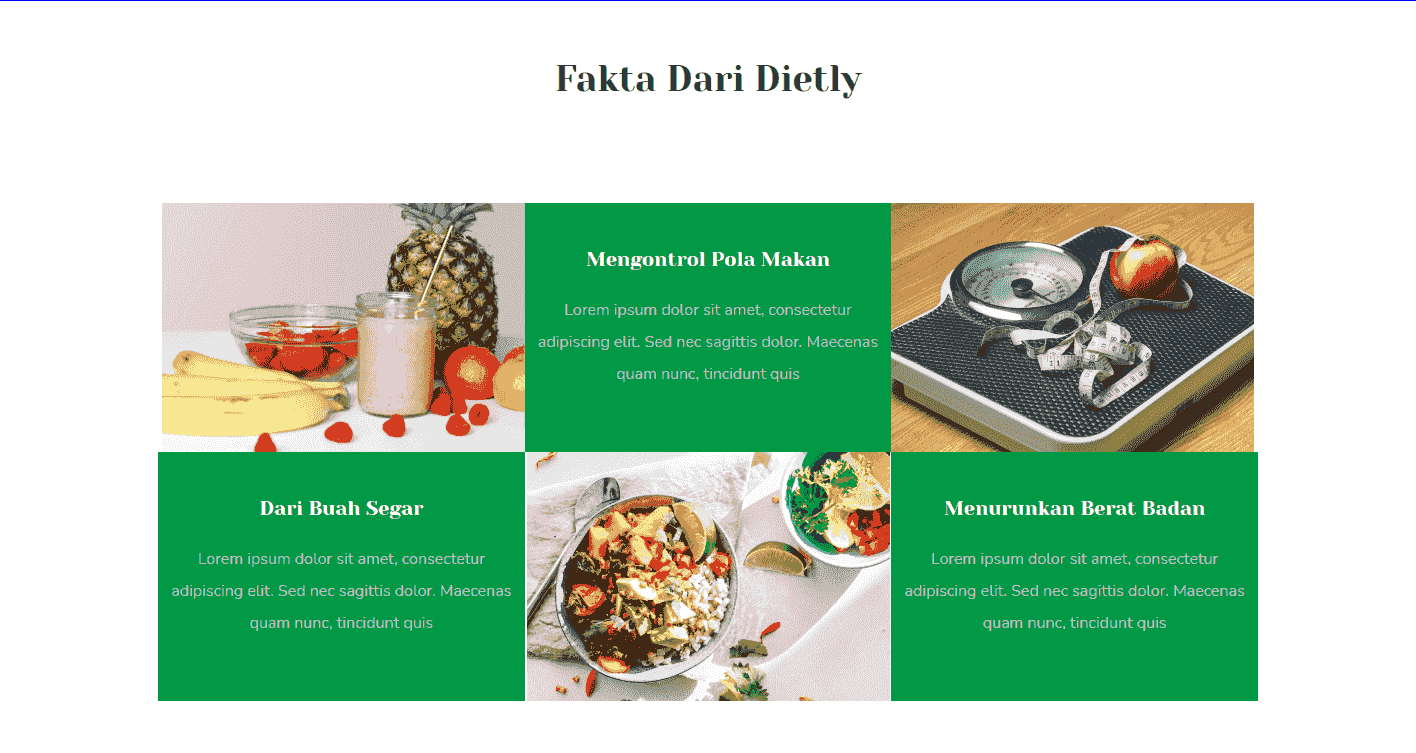 Fakta Dari Dietly
Mengontrol Pola Makan
Lorem ipsum dolor sit amet, consectetur
adipiscing elit. Sed nec sagittis dolor. Maecenas
quam nunc, tincidunt quis
Dari Buah Segar
Lorem ipsum dolor sit amet, consectetur
adipiscing elit. Sed nec sagittis dolor. Maecenas
quam nunc, tincidunt quis
Menurunkan Berat Badan
Lorem ipsum dolor sit amet, consectetur
adipiscing elit. Sed nec sagittis dolor. Maecenas
quam nunc, tincidunt quis